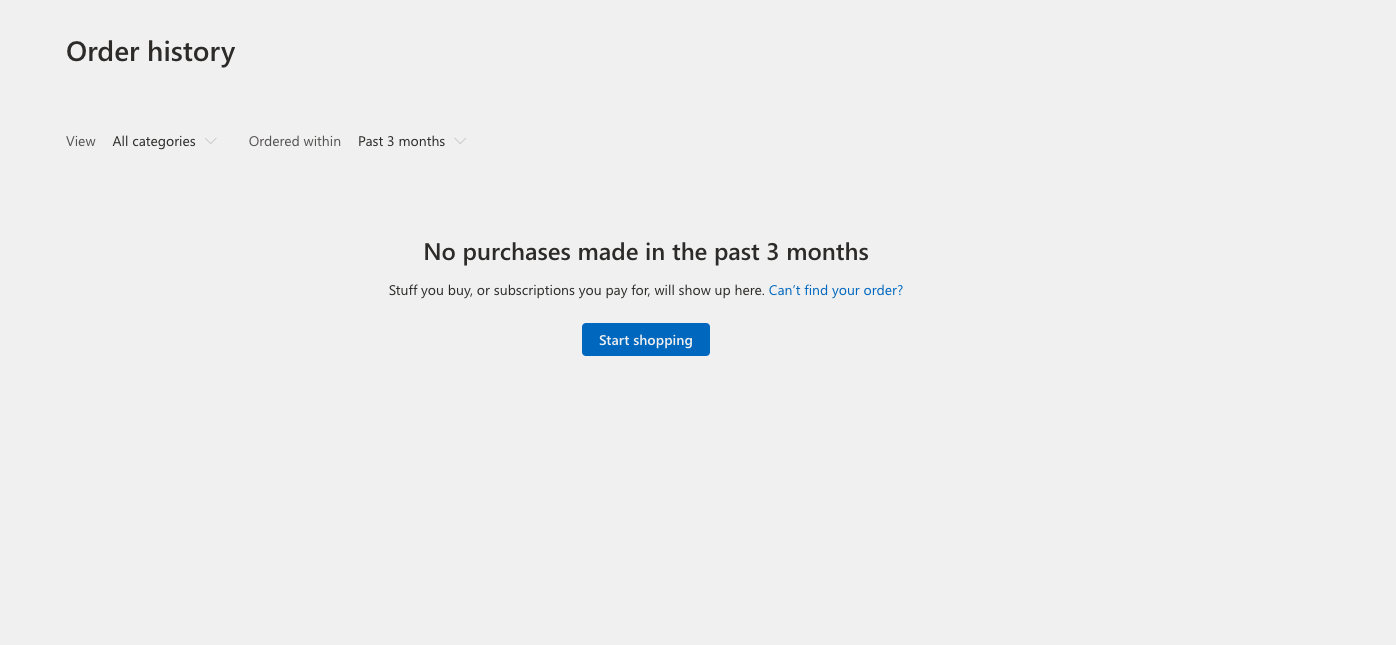 Order history
View All categories Ordered within Past 3 months
No purchases made in the past 3 months
Stuff you buy, or subscriptions you pay for, will show up here. Can't find your order?
Start shopping